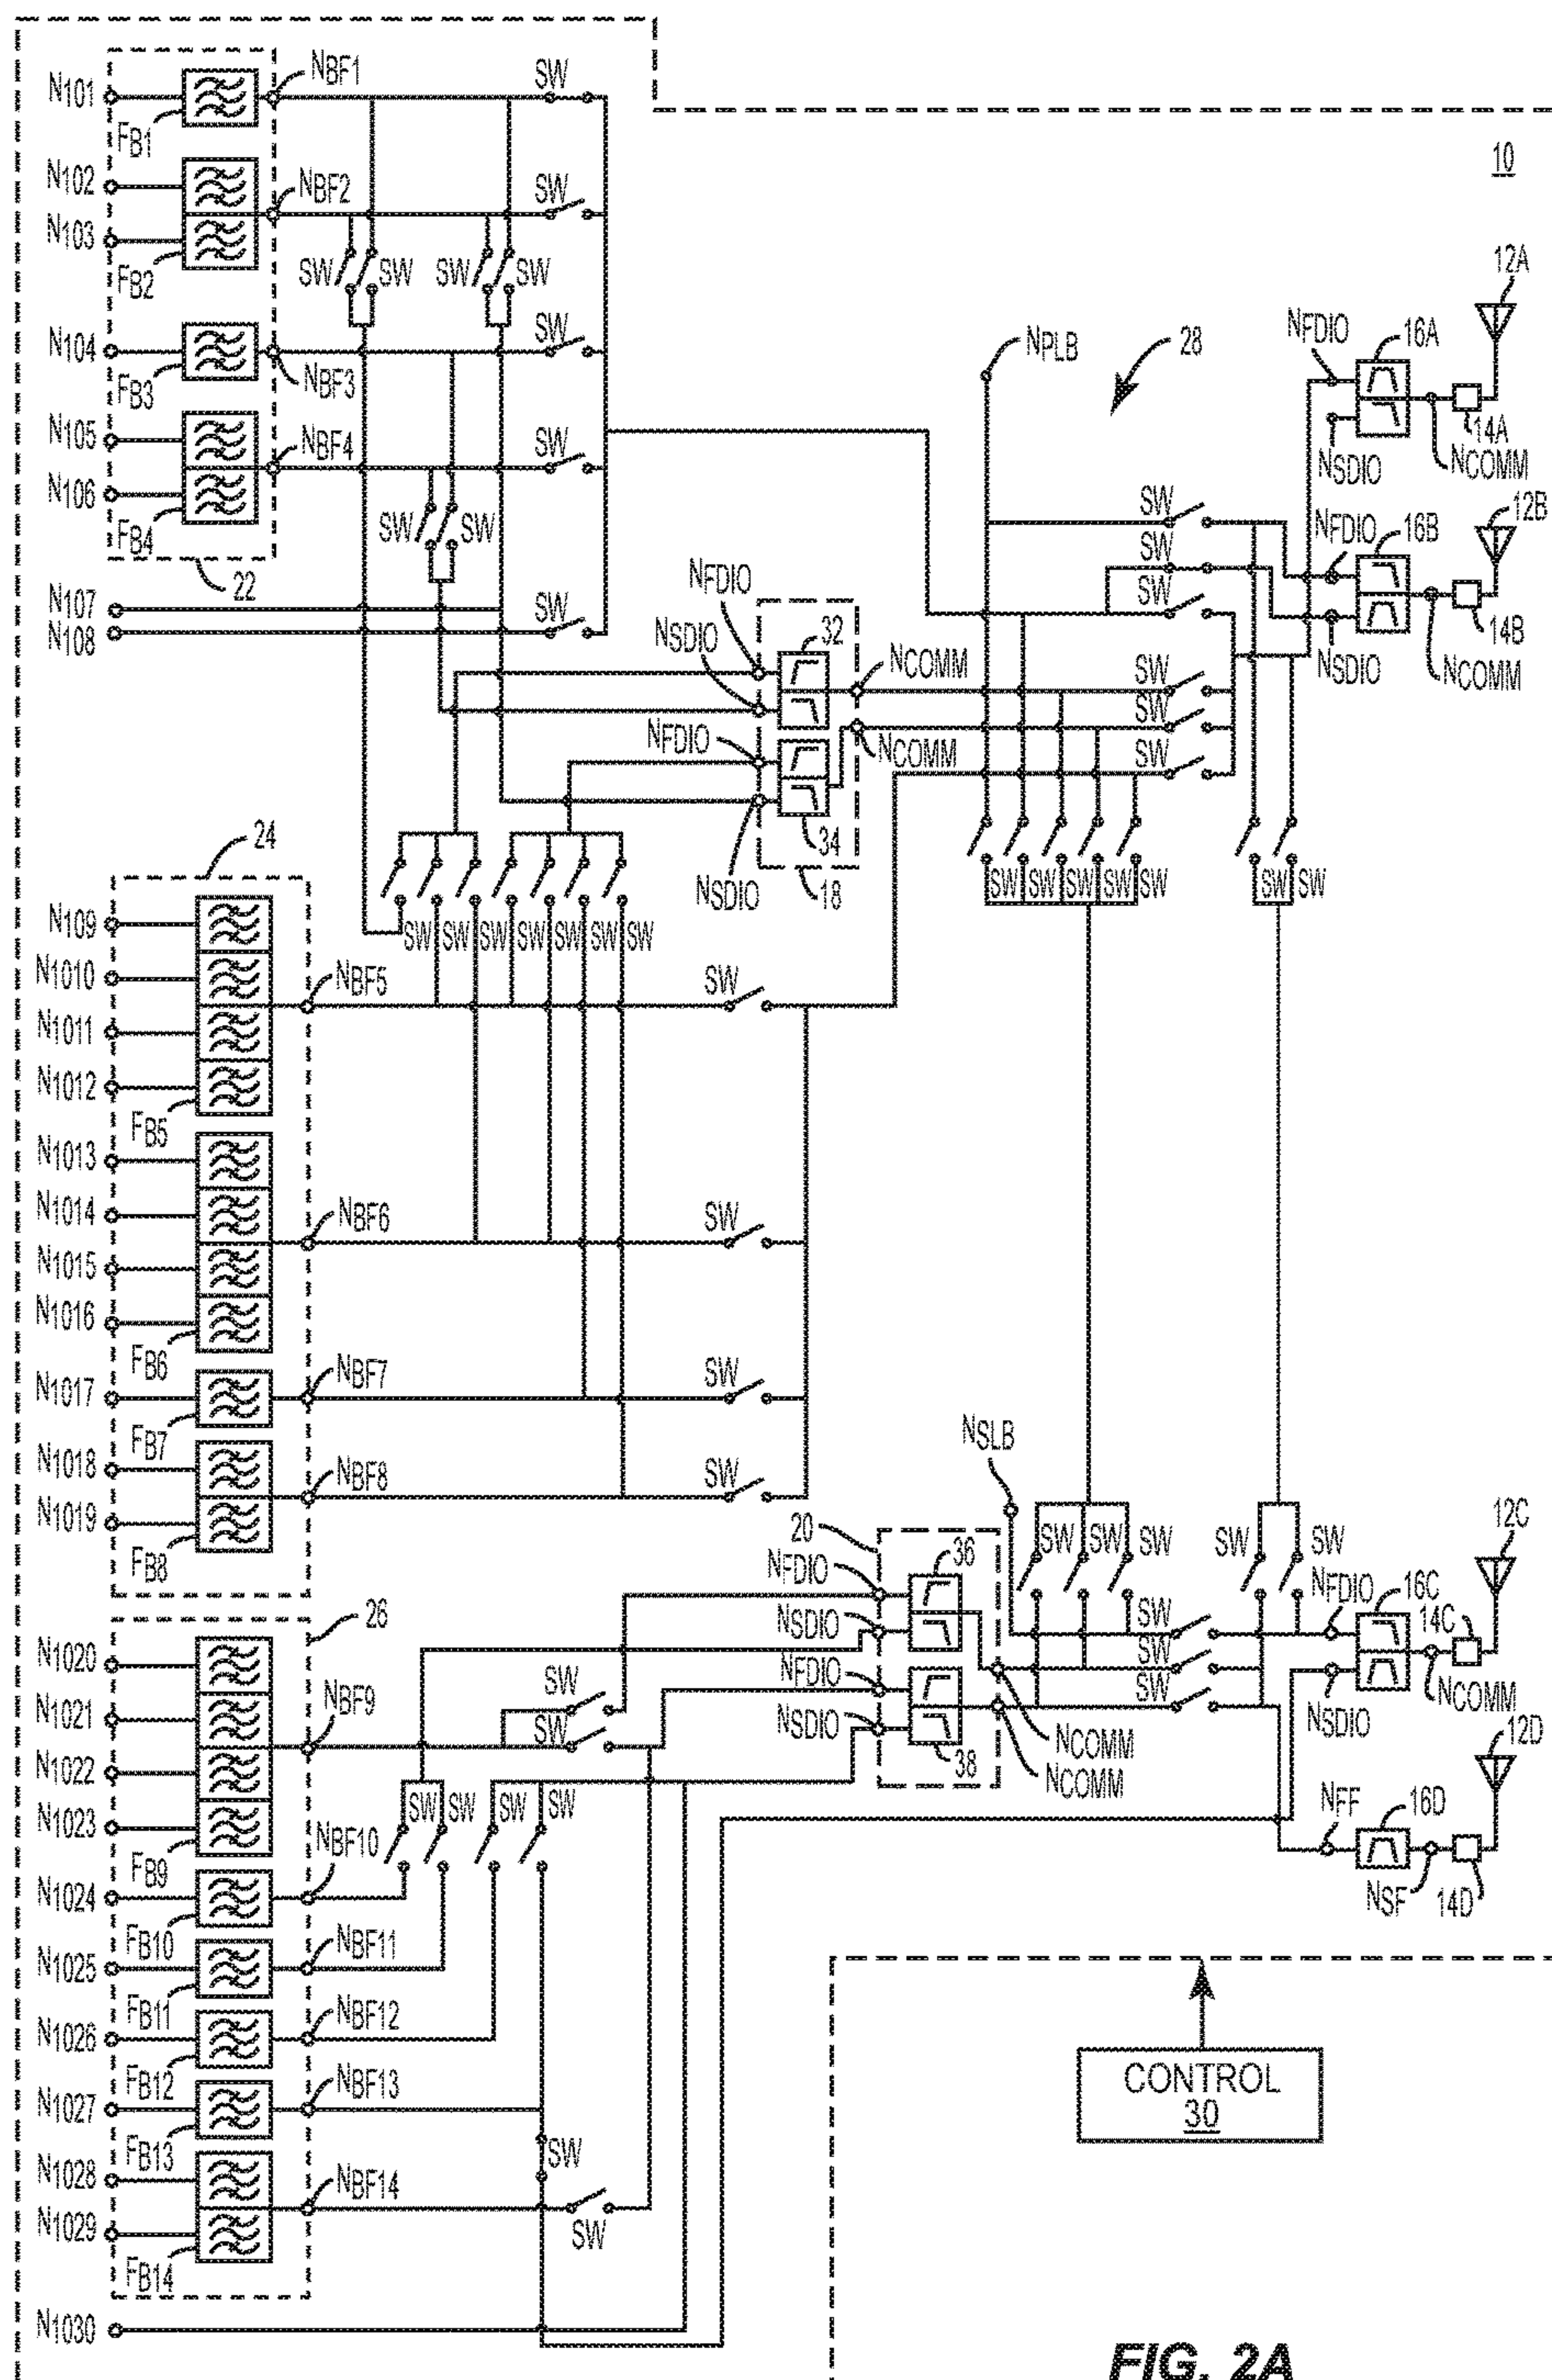 10
N101
FB1
NBF1
SW
N102
N103
FB2
NBF2
SW
SW
SW
SW
SW
N104
FB3
NBF3
SW
N105
N106
FB4
NBF4
SW
SW
SW
22
N107
N108
SW
NPLB
28
12A
NFDIO
16A
NSDIO
14A
NCOMM
12B
NFDIO
16B
NSDIO
14B
NCOMM
SW
SW
SW
SW
SW
SW
NFDIO
NSDIO
NFDIO
NSDIO
32
34
18
NCOMM
NCOMM
SW
SW
SW
SW
SW
SW
SW
24
SW
SW
SW
SW
SW
SW
SW
N109
N1010
N1011
N1012
FB5
NBF5
SW
N1013
N1014
N1015
N1016
FB6
NBF6
SW
N1017
FB7
NBF7
SW
N1018
N1019
FB8
NBF8
SW
NSLB
20
36
NFDIO
NSDIO
NFDIO
NSDIO
38
NCOMM
NCOMM
SW
SW
SW
SW
SW
SW
SW
SW
12C
NFDIO
16C
14C
NSDIO
NCOMM
12D
NFF
16D
NSF
14D
26
N1020
N1021
N1022
N1023
FB9
NBF9
SW
SW
SW
SW
SW
SW
N1024
FB10
NBF10
N1025
FB11
NBF11
N1026
FB12
NBF12
N1027
FB13
NBF13
SW
N1028
N1029
FB14
NBF14
SW
N1030
CONTROL
30
FIG. 2A